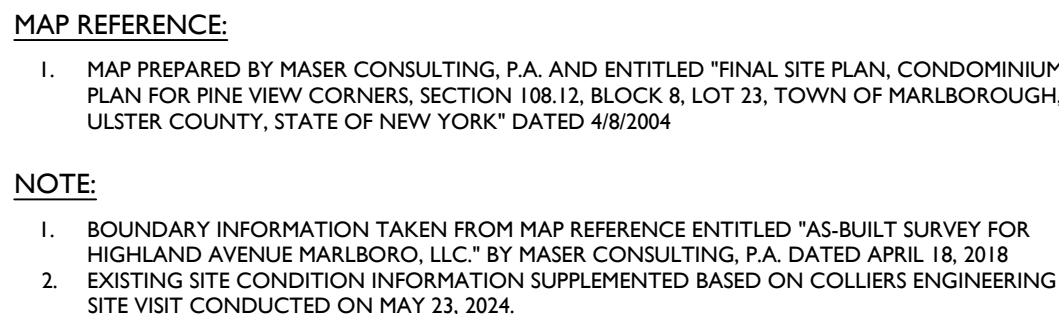 MAP REFERENCE:
1. MAP PREPARED BY MASER CONSULTING, P.A. AND ENTITLED "FINAL SITE PLAN, CONDOMINIUM
PLAN FOR PINE VIEW CORNERS, SECTION 108.12, BLOCK 8, LOT 23, TOWN OF MARLBOROUGH,
ULSTER COUNTY, STATE OF NEW YORK" DATED 4/8/2004
NOTE:
1. BOUNDARY INFORMATION TAKEN FROM MAP REFERENCE ENTITLED "AS-BUILT SURVEY FOR
HIGHLAND AVENUE MARLBORO, LLC." BY MASER CONSULTING, P.A. DATED APRIL 18, 2018
2. EXISTING SITE CONDITION INFORMATION SUPPLEMENTED BASED ON COLLIERS ENGINEERING
SITE VISIT CONDUCTED ON MAY 23, 2024.